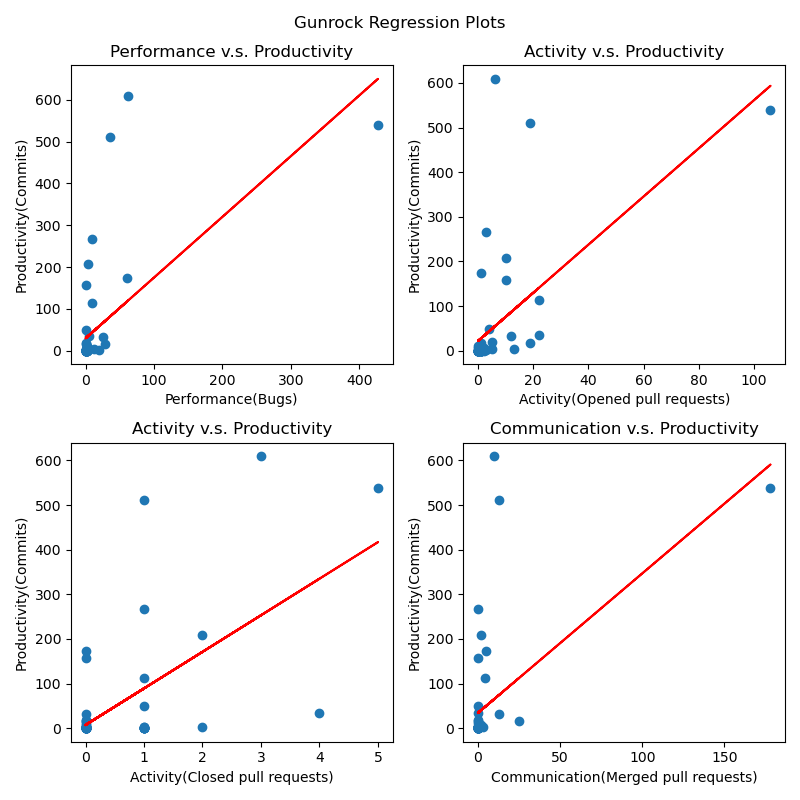 Gunrock Regression Plots
Performance v.s. Productivity
Productivity(Commits)
600
500
400
300
200
100
0
0 100 200 300 400
Performance(Bugs)
Activity v.s. Productivity
Productivity(Commits)
600
500
400
300
200
100
0
0 20 40 60 80 100
Activity(Opened pull requests)
Activity v.s. Productivity
Productivity(Commits)
600
500
400
300
200
100
0
0 1 2 3 4 5
Activity(Closed pull requests)
Communication v.s. Productivity
Productivity(Commits)
600
500
400
300
200
100
0
0 50 100 150
Communication(Merged pull requests)